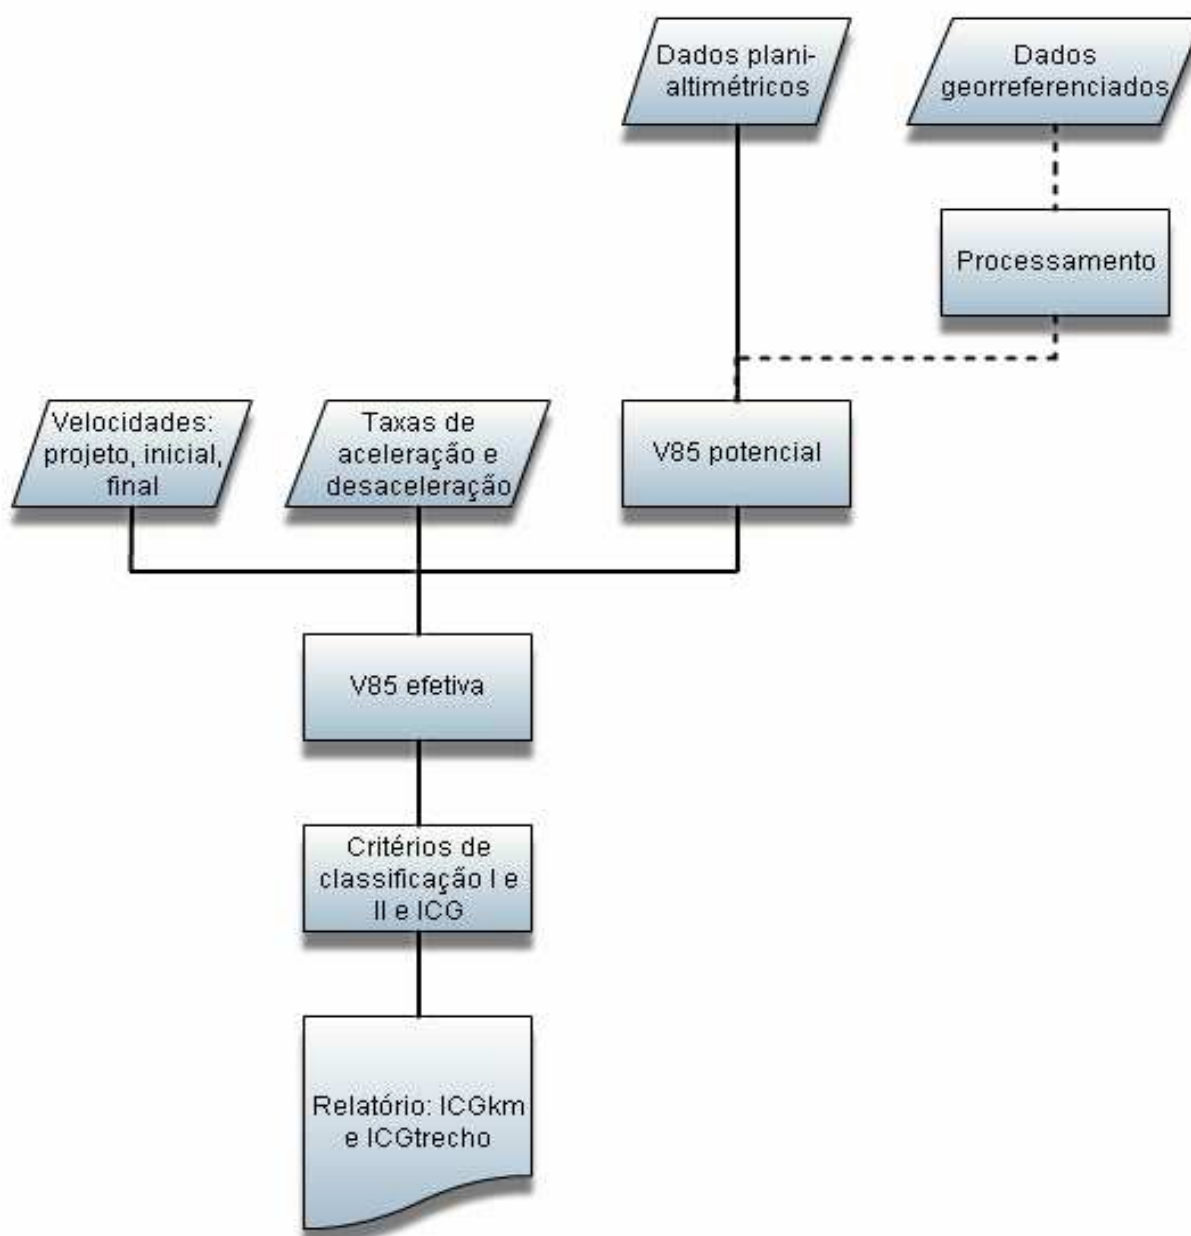 Dados plani-
altimétricos
Dados
georreferenciados
Processamento
Velocidades:
projeto, inicial,
final
Taxas de
aceleração e
desaceleração
V85 potencial
V85 efetiva
Critérios de
classificação I e
II e ICG
Relatório: ICGkm
e ICGtrecho